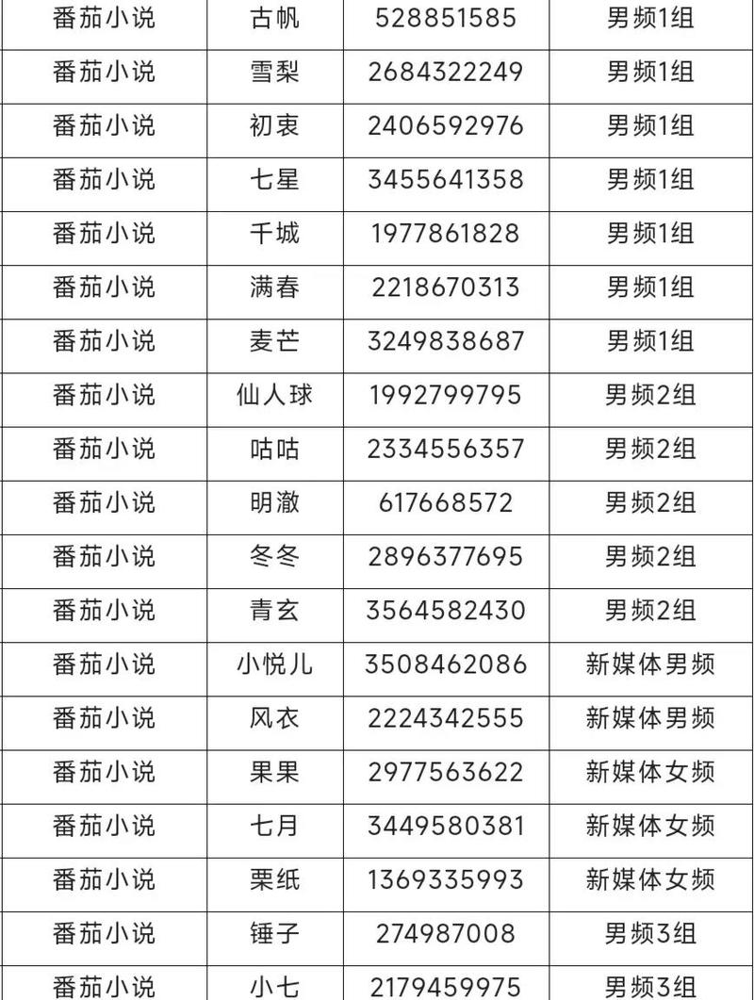 番茄小说 古帆 528851585 男频1组
番茄小说 雪梨 2684322249 男频1组
番茄小说 初衷 2406592976 男频1组
番茄小说 七星 3455641358 男频1组
番茄小说 千城 1977861828 男频1组
番茄小说 满春 2218670313 男频1组
番茄小说 麦芒 3249838687 男频1组
番茄小说 仙人球 1992799795 男频2组
番茄小说 咕咕 2334556357 男频2组
番茄小说 明澈 617668572 男频2组
番茄小说 冬冬 2896377695 男频2组
番茄小说 青玄 3564582430 男频2组
番茄小说 小悦儿 3508462086 新媒体男频
番茄小说 风衣 2224342555 新媒体男频
番茄小说 果果 2977563622 新媒体女频
番茄小说 七月 3449580381 新媒体女频
番茄小说 栗纸 1369335993 新媒体女频
番茄小说 锤子 274987008 男频3组
番茄小说 小七 2179459975 男频3组